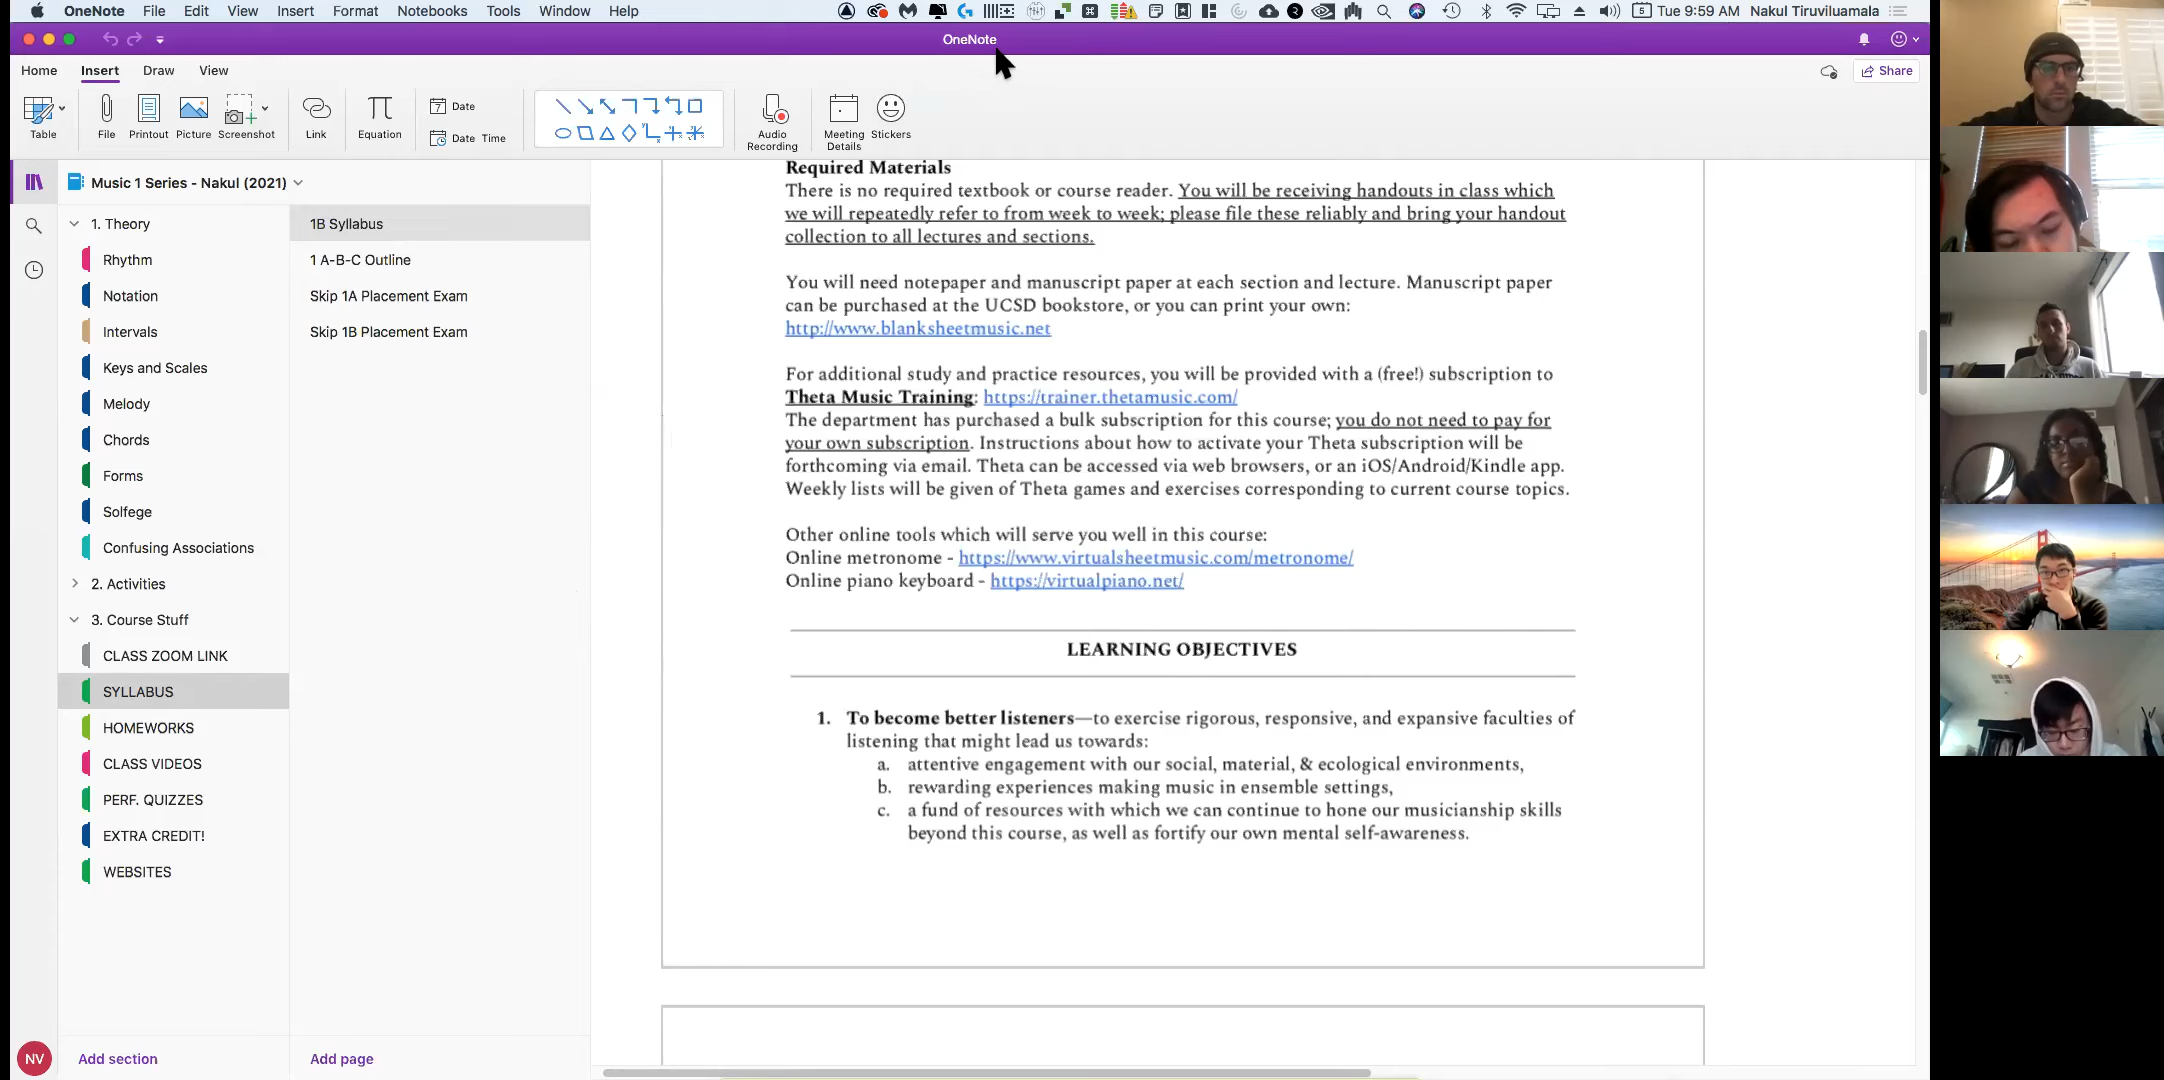 OneNote File Edit View Insert Format Notebooks Tools Window Help
Tue 9:59 AM Nakul Tiruviluamala
OneNote
Home Insert Draw View
Share
Table
File
Printout
Picture
Screenshot
Link
Equation
Date
Date Time
Audio Recording
Meeting Details
Stickers
Music 1 Series - Nakul (2021)
1. Theory
Rhythm
Notation
Intervals
Keys and Scales
Melody
Chords
Forms
Solfege
Confusing Associations
2. Activities
3. Course Stuff
CLASS ZOOM LINK
SYLLABUS
HOMEWORKS
CLASS VIDEOS
PERF. QUIZZES
EXTRA CREDIT!
WEBSITES
NV
Add section
1B Syllabus
1 A-B-C Outline
Skip 1A Placement Exam
Skip 1B Placement Exam
Add page
Required Materials
There is no required textbook or course reader. You will be receiving handouts in class which
we will repeatedly refer to from week to week; please file these reliably and bring your handout
collection to all lectures and sections.
You will need notepaper and manuscript paper at each section and lecture. Manuscript paper
can be purchased at the UCSD bookstore, or you can print your own:
http://www.blanksheetmusic.net
For additional study and practice resources, you will be provided with a (free!) subscription to
Theta Music Training: https://trainer.thetamusic.com/
The department has purchased a bulk subscription for this course; you do not need to pay for
your own subscription. Instructions about how to activate your Theta subscription will be
forthcoming via email. Theta can be accessed via web browsers, or an iOS/Android/Kindle app.
Weekly lists will be given of Theta games and exercises corresponding to current course topics.
Other online tools which will serve you well in this course:
Online metronome - https://www.virtualsheetmusic.com/metronome/
Online piano keyboard - https://virtualpiano.net/
LEARNING OBJECTIVES
1. To become better listeners—to exercise rigorous, responsive, and expansive faculties of
listening that might lead us towards:
a. attentive engagement with our social, material, & ecological environments,
b. rewarding experiences making music in ensemble settings,
c. a fund of resources with which we can continue to hone our musicianship skills
beyond this course, as well as fortify our own mental self-awareness.